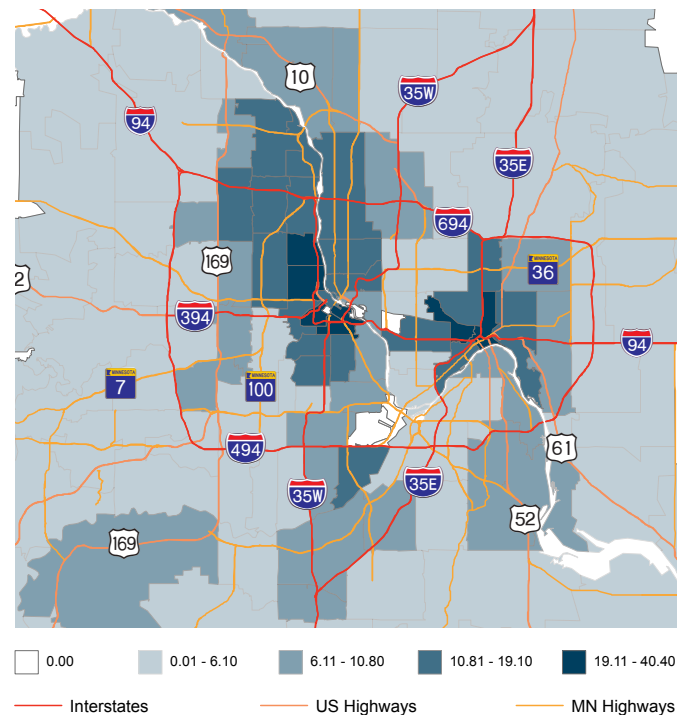 10
35W
94
35E
694
169
MINNESOTA
36
2
394
94
MINNESOTA
7
MINNESOTA
100
494
61
35W
35E
52
169
0.00 0.01 - 6.10 6.11 - 10.80 10.81 - 19.10 19.11 - 40.40
Interstates US Highways MN Highways